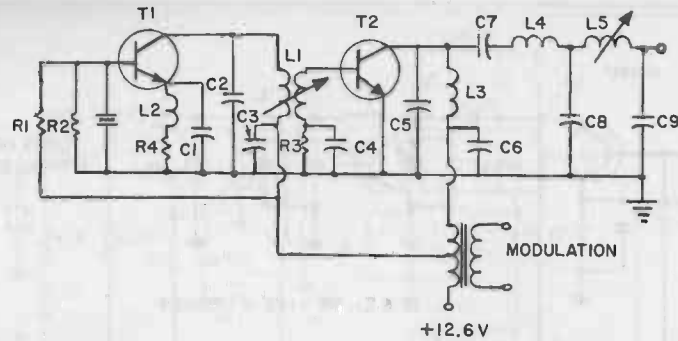 T1
T2
C7
L4
L5
L1
C2
L2
L3
C3
R1
R2
C5
C8
C9
R4
C1
R3
C4
C6
MODULATION
+12.6V